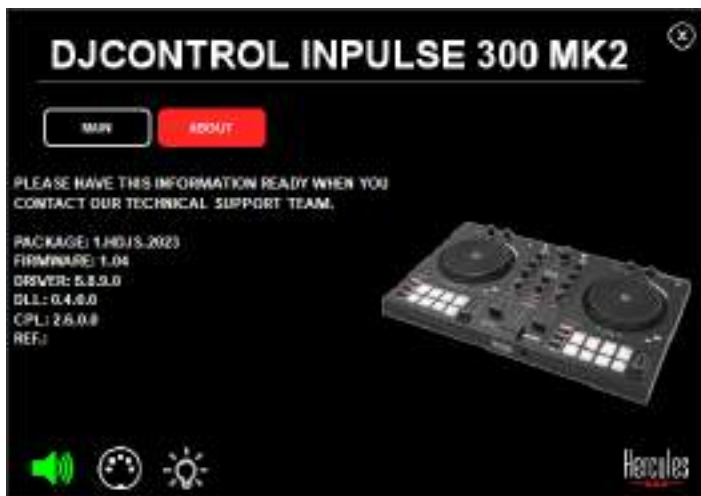 DJCONTROL INPULSE 300 MK2
MAIN
ABOUT
PLEASE HAVE THIS INFORMATION READY WHEN YOU
CONTACT OUR TECHNICAL SUPPORT TEAM.
PACKAGE: 1.HDJS.2023
FIRMWARE: 1.04
DRIVER: 5.8.9.0
DLL: 0.4.0.0
CPL: 2.6.0.0
REF.:
Hercules